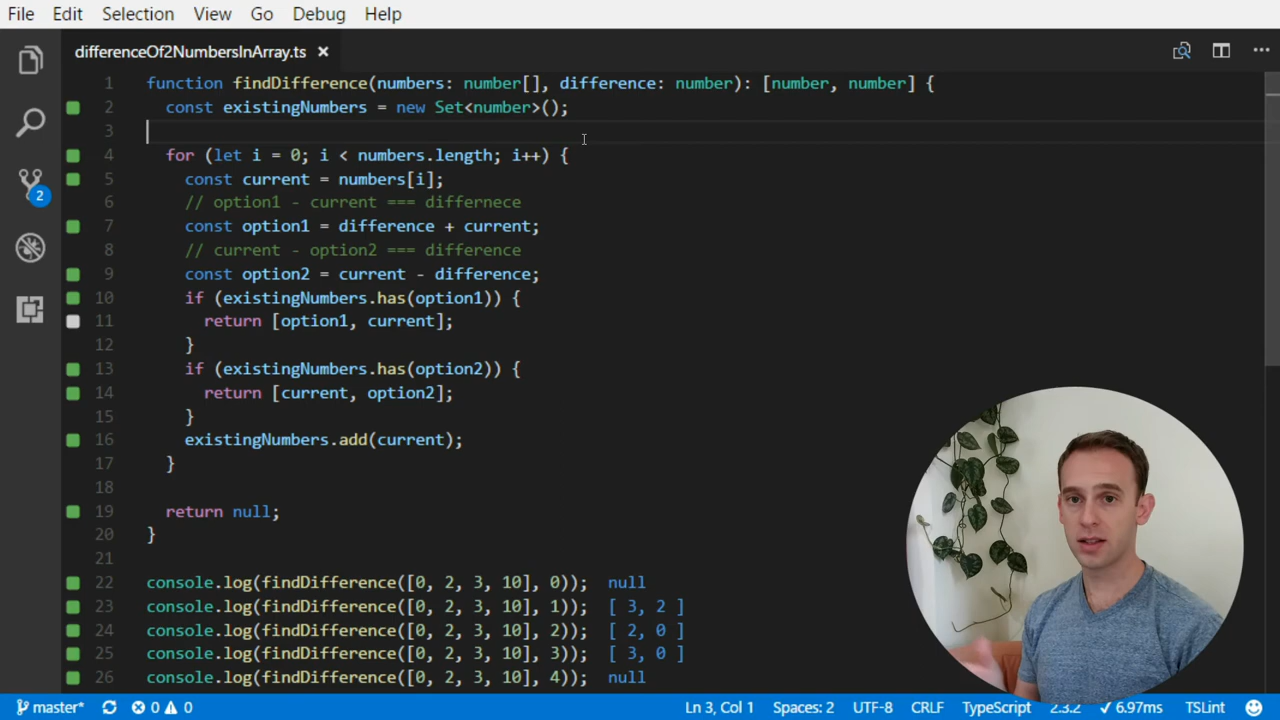 File Edit Selection View Go Debug Help
differenceOf2NumbersInArray.ts ×
1 function findDifference(numbers: number[], difference: number): [number, number] {
2 const existingNumbers = new Set<number>();
3
4 for (let i = 0; i < numbers.length; i++) {
5 const current = numbers[i];
6 // option1 - current === differnece
7 const option1 = difference + current;
8 // current - option2 === difference
9 const option2 = current - difference;
10 if (existingNumbers.has(option1)) {
11 return [option1, current];
12 }
13 if (existingNumbers.has(option2)) {
14 return [current, option2];
15 }
16 existingNumbers.add(current);
17 }
18
19 return null;
20 }
21
22 console.log(findDifference([0, 2, 3, 10], 0)); null
23 console.log(findDifference([0, 2, 3, 10], 1)); [ 3, 2 ]
24 console.log(findDifference([0, 2, 3, 10], 2)); [ 2, 0 ]
25 console.log(findDifference([0, 2, 3, 10], 3)); [ 3, 0 ]
26 console.log(findDifference([0, 2, 3, 10], 4)); null
2
master* 0 0 Ln 3, Col 1 Spaces: 2 UTF-8 CRLF TypeScript 2.3.2 ✓ 6.97ms TSLint